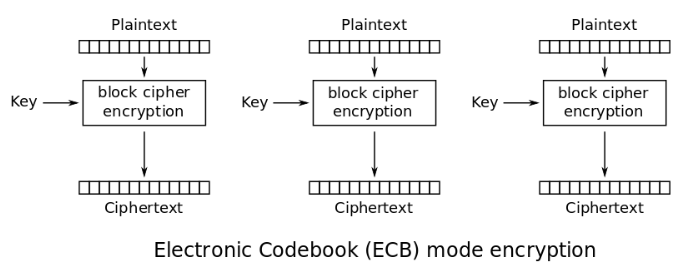 Plaintext
Plaintext
Plaintext
Key
block cipher
encryption
Key
block cipher
encryption
Key
block cipher
encryption
Ciphertext
Ciphertext
Ciphertext
Electronic Codebook (ECB) mode encryption